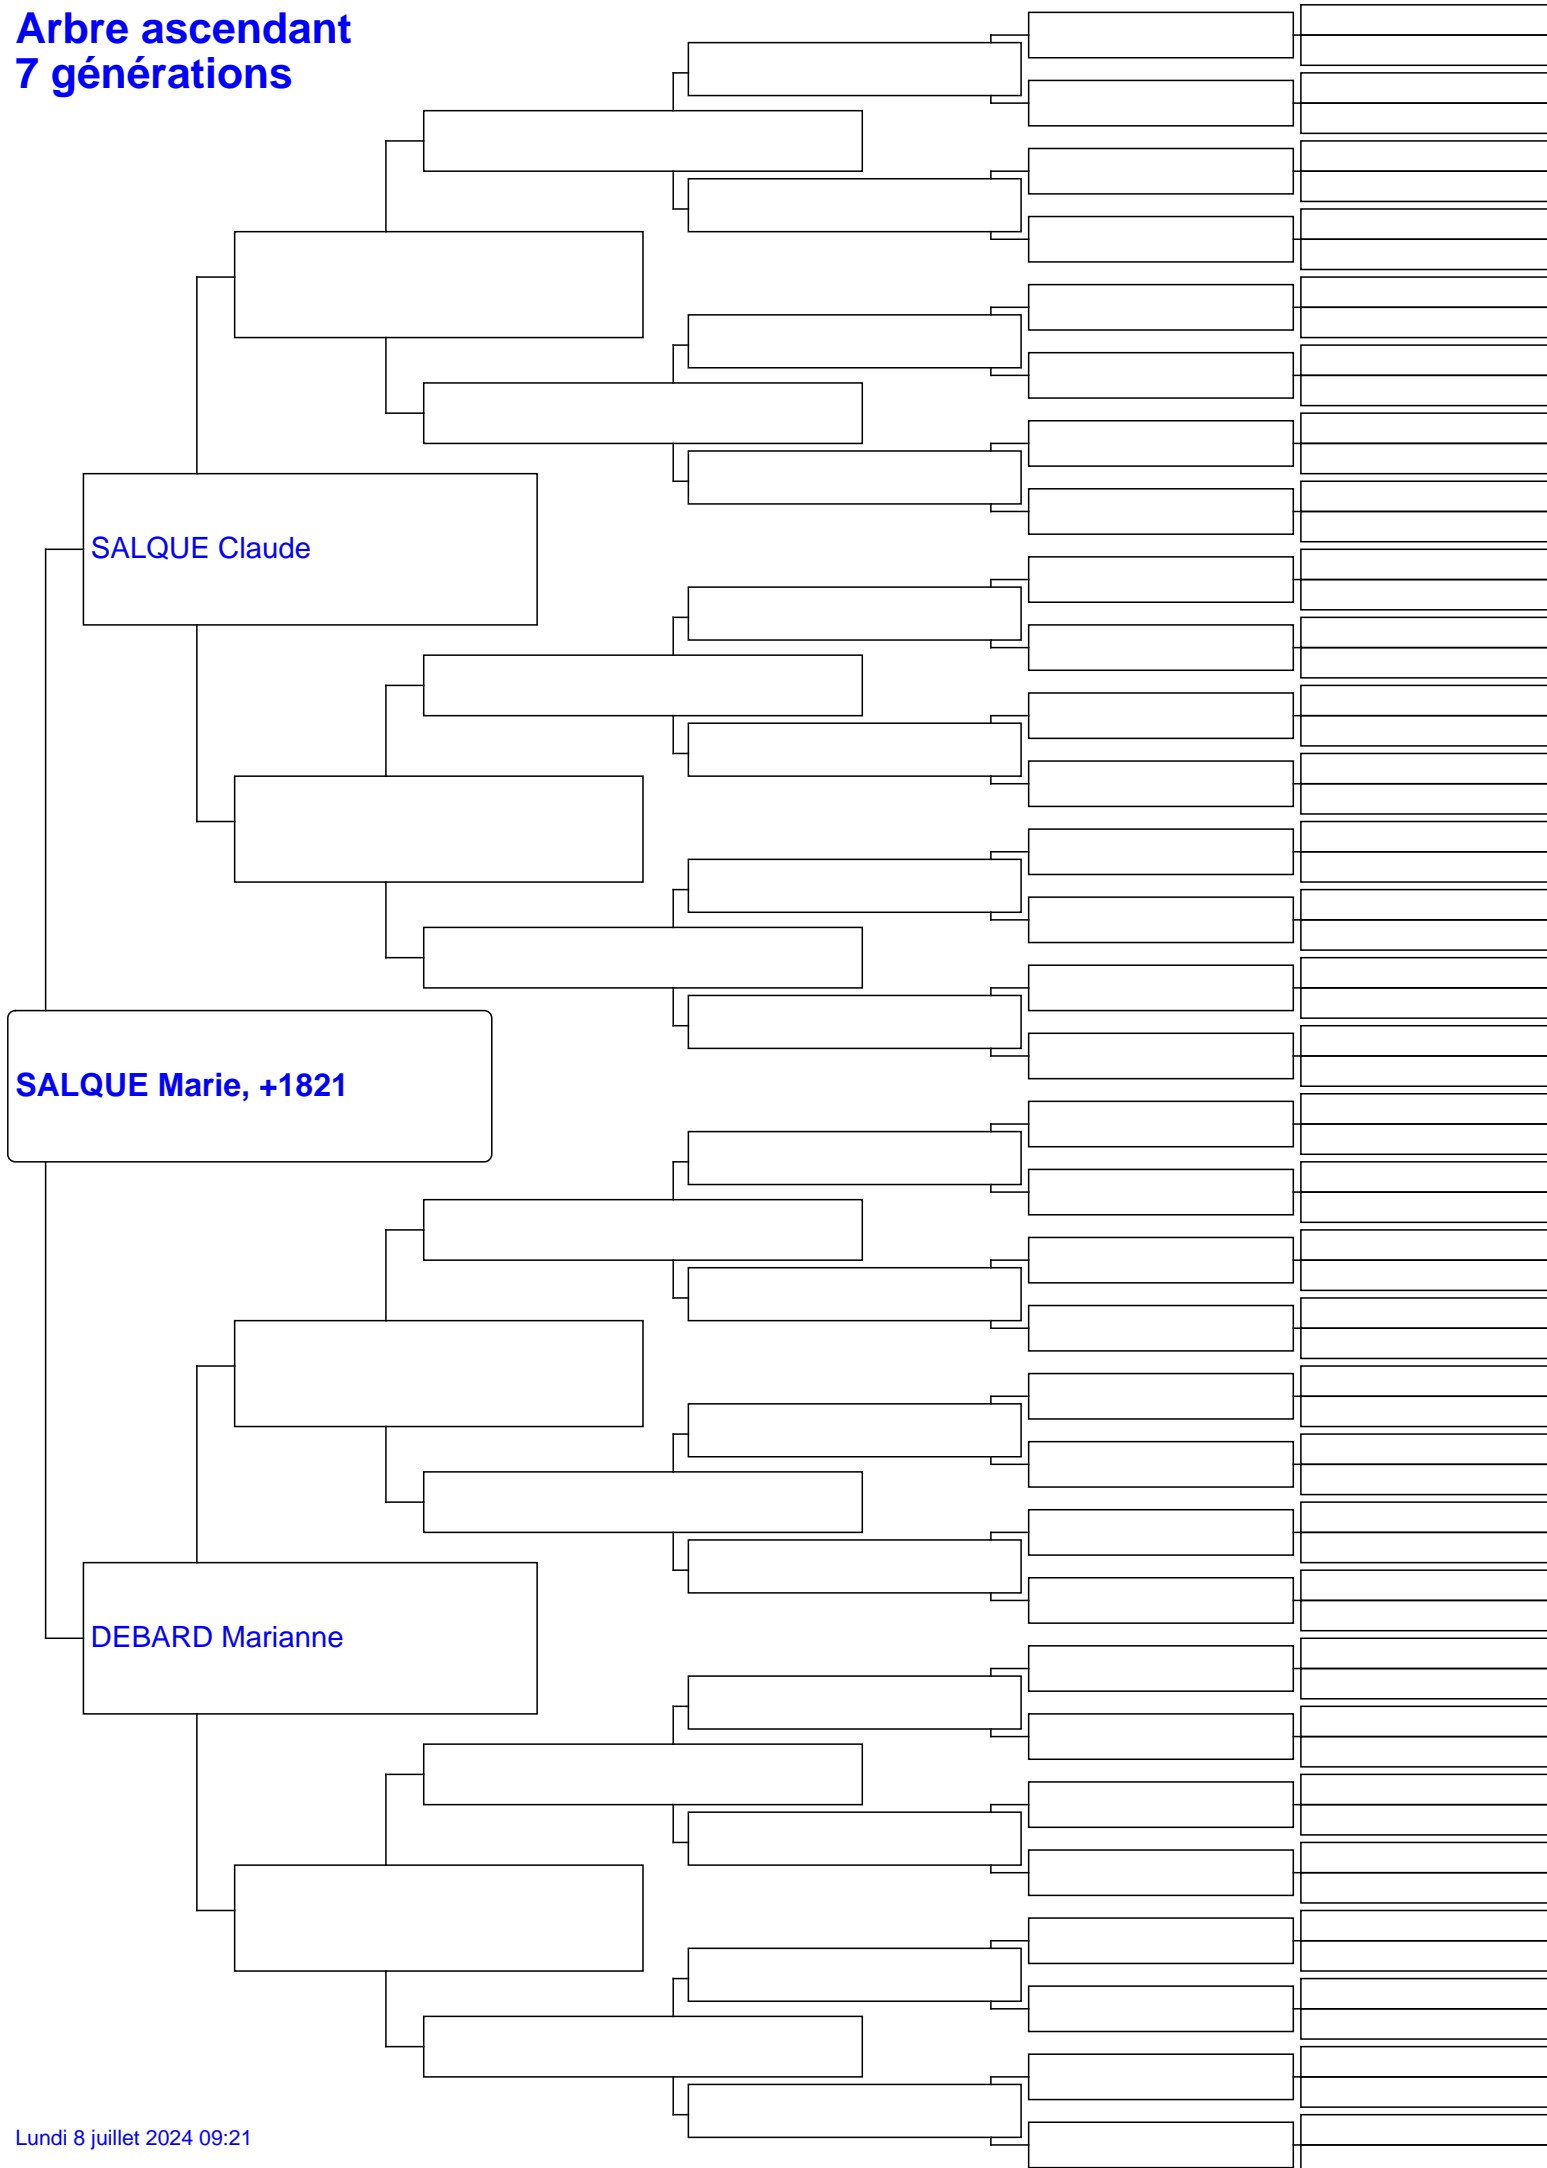 Arbre ascendant
7 générations
SALQUE Claude
SALQUE Marie, +1821
DEBARD Marianne
Lundi 8 juillet 2024 09:21